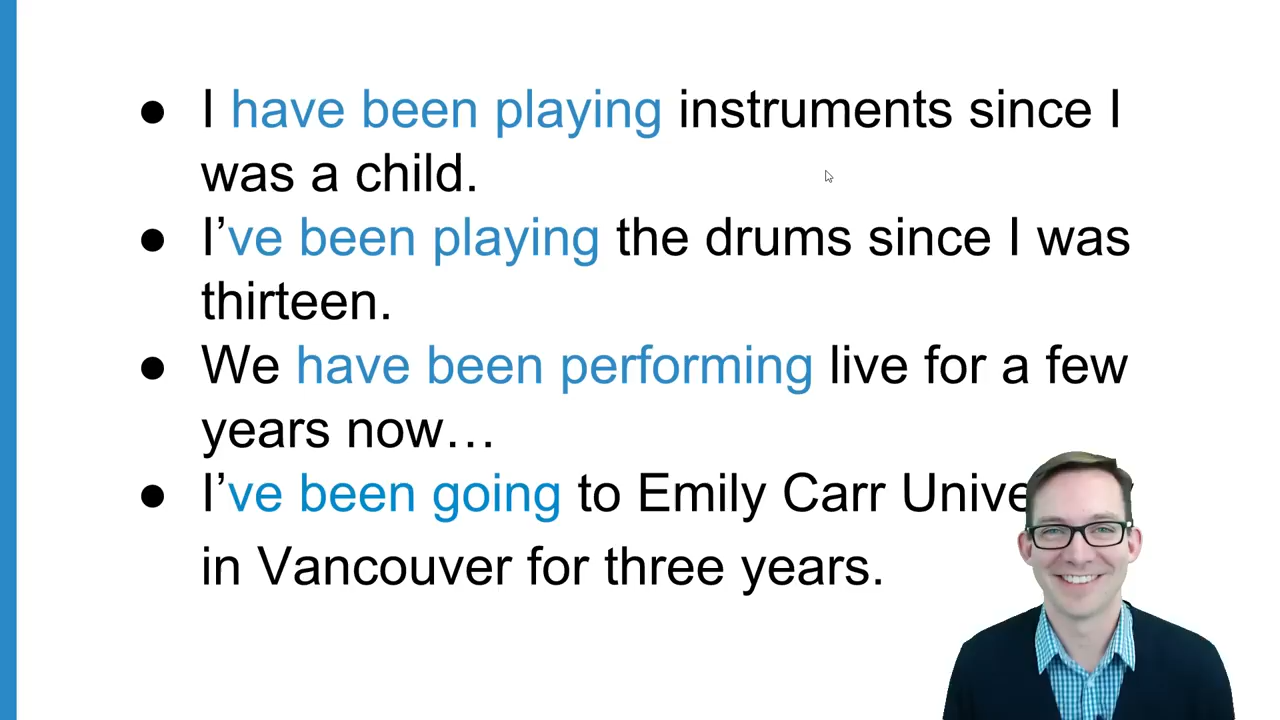 ● I have been playing instruments since I
was a child.
● I’ve been playing the drums since I was
thirteen.
● We have been performing live for a few
years now…
● I’ve been going to Emily Carr
in Vancouver for three years.